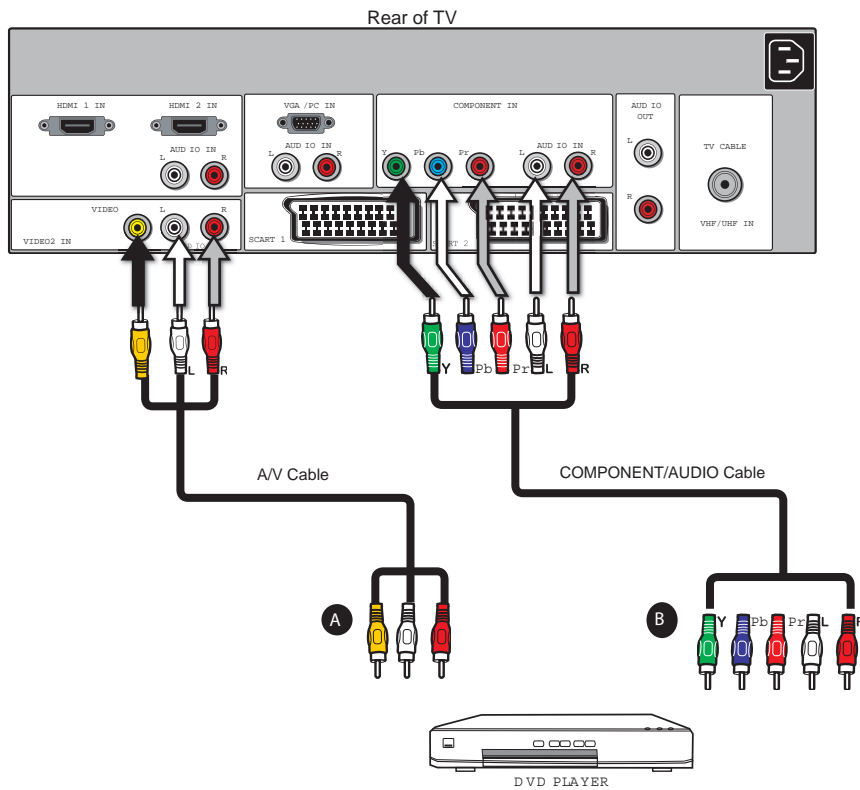 Rear of TV
HDMI 1 IN
HDMI 2 IN
AUD IO IN
L
R
VGA /PC IN
AUD IO IN
L
R
COMPONENT IN
Y
Pb
Pr
AUD IO IN
L
R
AUD IO
OUT
L
R
TV CABLE
VHF/UHF IN
VIDEO
L
R
VIDEO2 IN
SCART 1
2
L
R
Y
Pb
Pr
L
R
A/V Cable
COMPONENT/AUDIO Cable
A
B
Y
Pb
Pr
L
DVD PLAYER